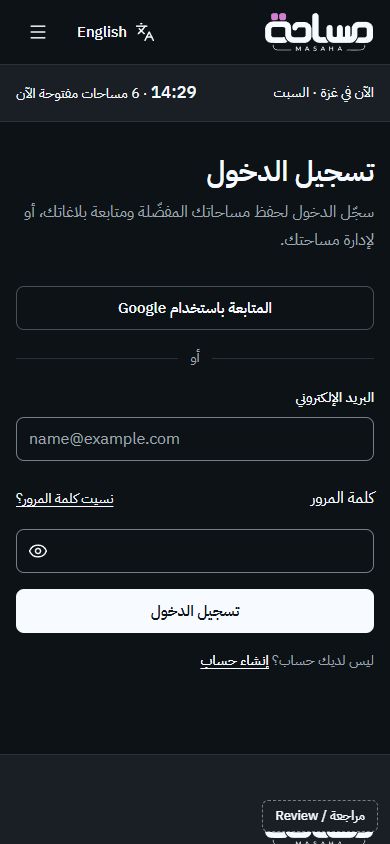 مساحة
MASAHA
English
الآن في غزة · السبت
14:29 · 6 مساحات مفتوحة الآن
تسجيل الدخول
سجّل الدخول لحفظ مساحاتك المفضّلة ومتابعة بلاغاتك، أو
لإدارة مساحتك.
المتابعة باستخدام Google
أو
البريد الإلكتروني
name@example.com
كلمة المرور
نسيت كلمة المرور؟
تسجيل الدخول
ليس لديك حساب؟ إنشاء حساب
مراجعة / Review
MASAHA